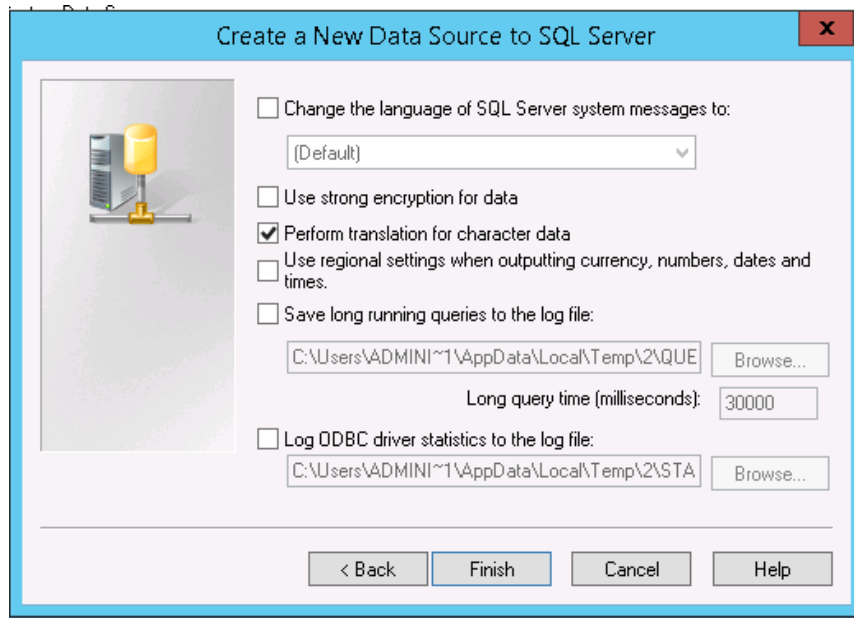 Create a New Data Source to SQL Server
x
Change the language of SQL Server system messages to:
(Default)
Use strong encryption for data
Perform translation for character data
Use regional settings when outputting currency, numbers, dates and
times.
Save long running queries to the log file:
C:\Users\ADMINI~1\AppData\Local\Temp\2\QUE
Browse...
Long query time (milliseconds):
30000
Log ODBC driver statistics to the log file:
C:\Users\ADMINI~1\AppData\Local\Temp\2\STA
Browse...
< Back
Finish
Cancel
Help